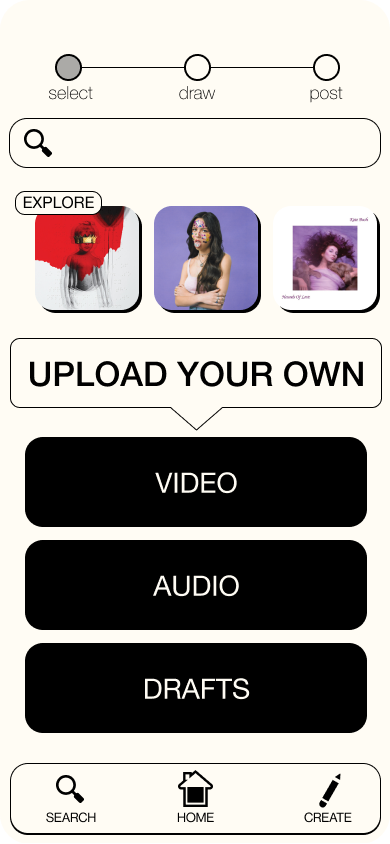 select draw post
EXPLORE
Kate Bush
Hounds Of Love
UPLOAD YOUR OWN
VIDEO
AUDIO
DRAFTS
SEARCH HOME CREATE